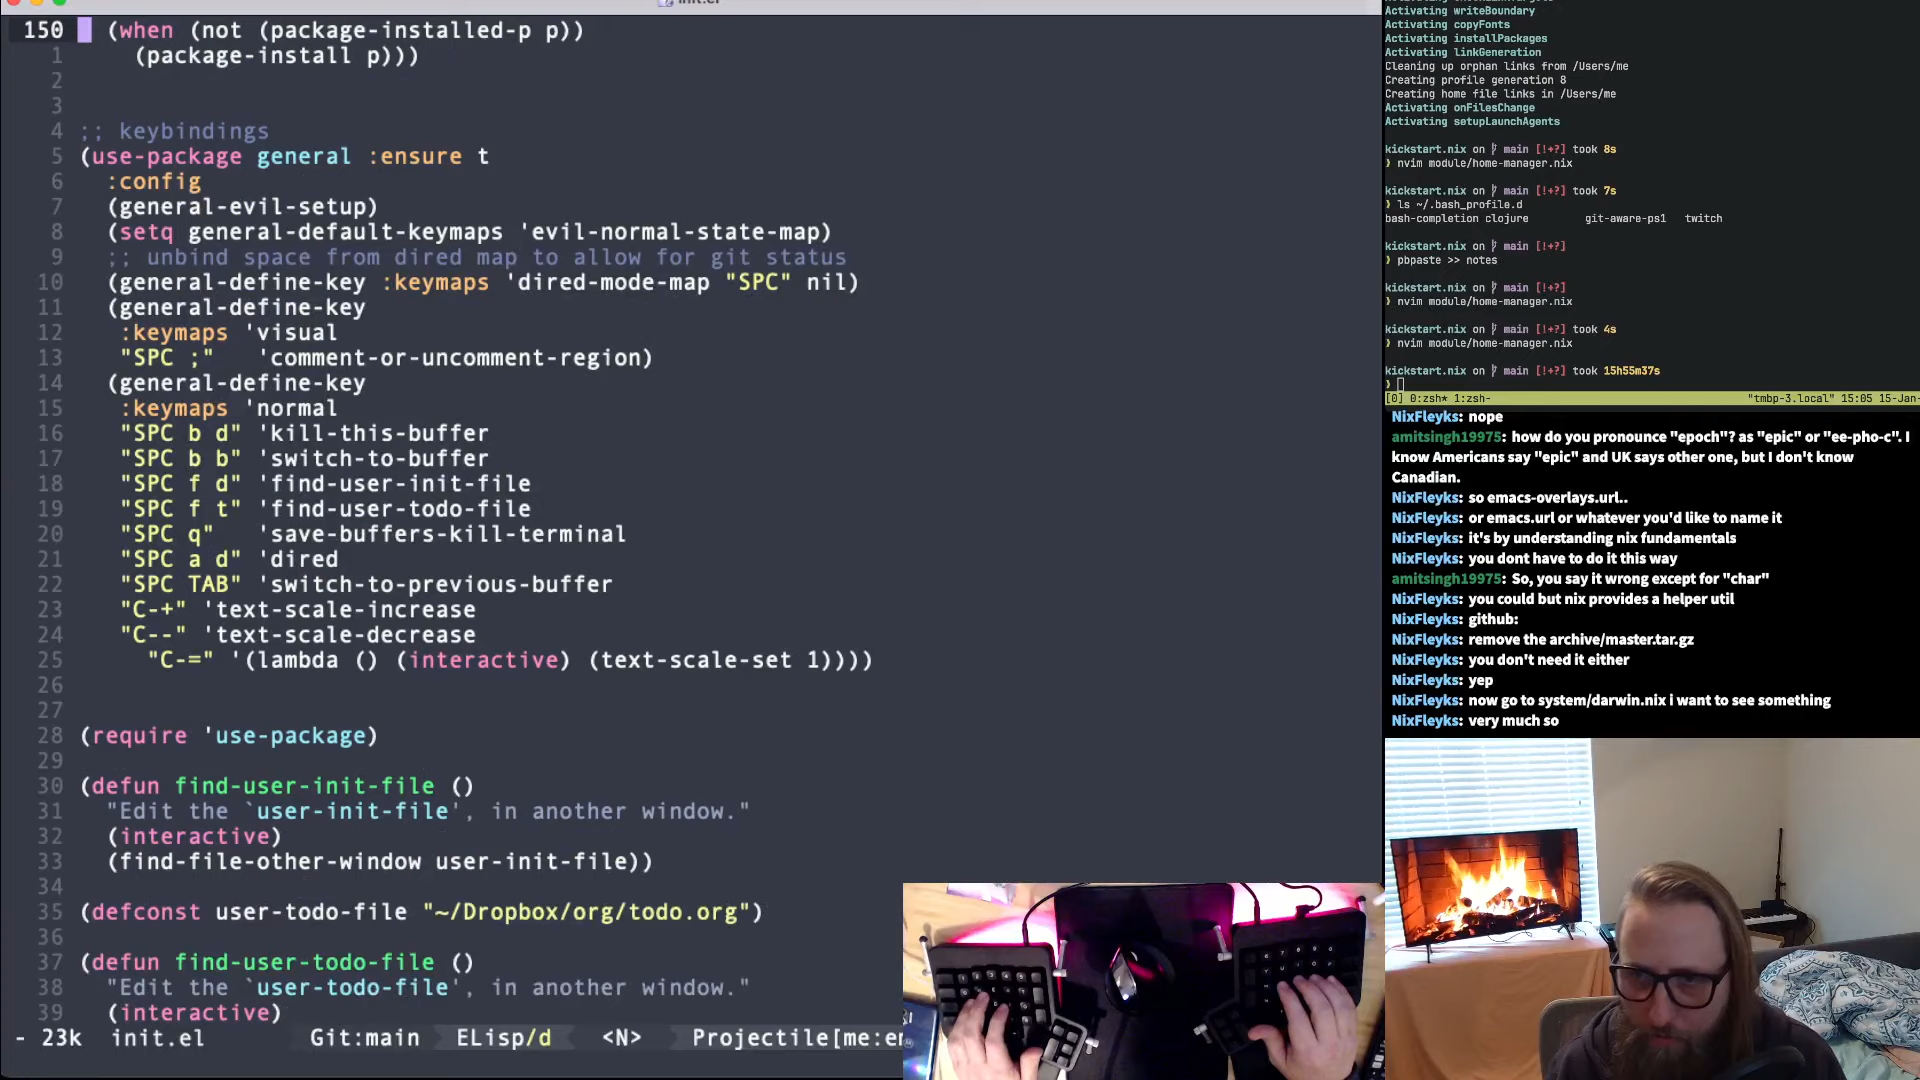 init.el
150 (when (not (package-installed-p p))
1 (package-install p)))
2
3
4 ;; keybindings
5 (use-package general :ensure t
6 :config
7 (general-evil-setup)
8 (setq general-default-keymaps 'evil-normal-state-map)
9 ;; unbind space from dired map to allow for git status
10 (general-define-key :keymaps 'dired-mode-map "SPC" nil)
11 (general-define-key
12 :keymaps 'visual
13 "SPC ;" 'comment-or-uncomment-region)
14 (general-define-key
15 :keymaps 'normal
16 "SPC b d" 'kill-this-buffer
17 "SPC b b" 'switch-to-buffer
18 "SPC f d" 'find-user-init-file
19 "SPC f t" 'find-user-todo-file
20 "SPC q" 'save-buffers-kill-terminal
21 "SPC a d" 'dired
22 "SPC TAB" 'switch-to-previous-buffer
23 "C-+" 'text-scale-increase
24 "C--" 'text-scale-decrease
25 "C-=" '(lambda () (interactive) (text-scale-set 1))))
26
27
28 (require 'use-package)
29
30 (defun find-user-init-file ()
31 "Edit the `user-init-file', in another window."
32 (interactive)
33 (find-file-other-window user-init-file))
34
35 (defconst user-todo-file "~/Dropbox/org/todo.org")
36
37 (defun find-user-todo-file ()
38 "Edit the `user-todo-file', in another window."
39 (interactive)
- 23k init.el Git:main ELisp/d <N> Projectile[me:e
Activating writeBoundary
Activating copyFonts
Activating installPackages
Activating linkGeneration
Cleaning up orphan links from /Users/me
Creating profile generation 8
Creating home file links in /Users/me
Activating onFilesChange
Activating setupLaunchAgents
kickstart.nix on main [!+?] took 8s
❯ nvim module/home-manager.nix
kickstart.nix on main [!+?] took 7s
❯ ls ~/.bash_profile.d
bash-completion clojure git-aware-ps1 twitch
kickstart.nix on main [!+?]
❯ pbpaste >> notes
kickstart.nix on main [!+?]
❯ nvim module/home-manager.nix
kickstart.nix on main [!+?] took 4s
❯ nvim module/home-manager.nix
kickstart.nix on main [!+?] took 15h55m37s
❯
[0] 0:zsh* 1:zsh- "tmbp-3.local" 15:05 15-Jan-
NixFleyks: nope
amitsingh19975: how do you pronounce "epoch"? as "epic" or "ee-pho-c". I
know Americans say "epic" and UK says other one, but I don't know
Canadian.
NixFleyks: so emacs-overlays.url..
NixFleyks: or emacs.url or whatever you'd like to name it
NixFleyks: it's by understanding nix fundamentals
NixFleyks: you dont have to do it this way
amitsingh19975: So, you say it wrong except for "char"
NixFleyks: you could but nix provides a helper util
NixFleyks: github:
NixFleyks: remove the archive/master.tar.gz
NixFleyks: you don't need it either
NixFleyks: yep
NixFleyks: now go to system/darwin.nix i want to see something
NixFleyks: very much so